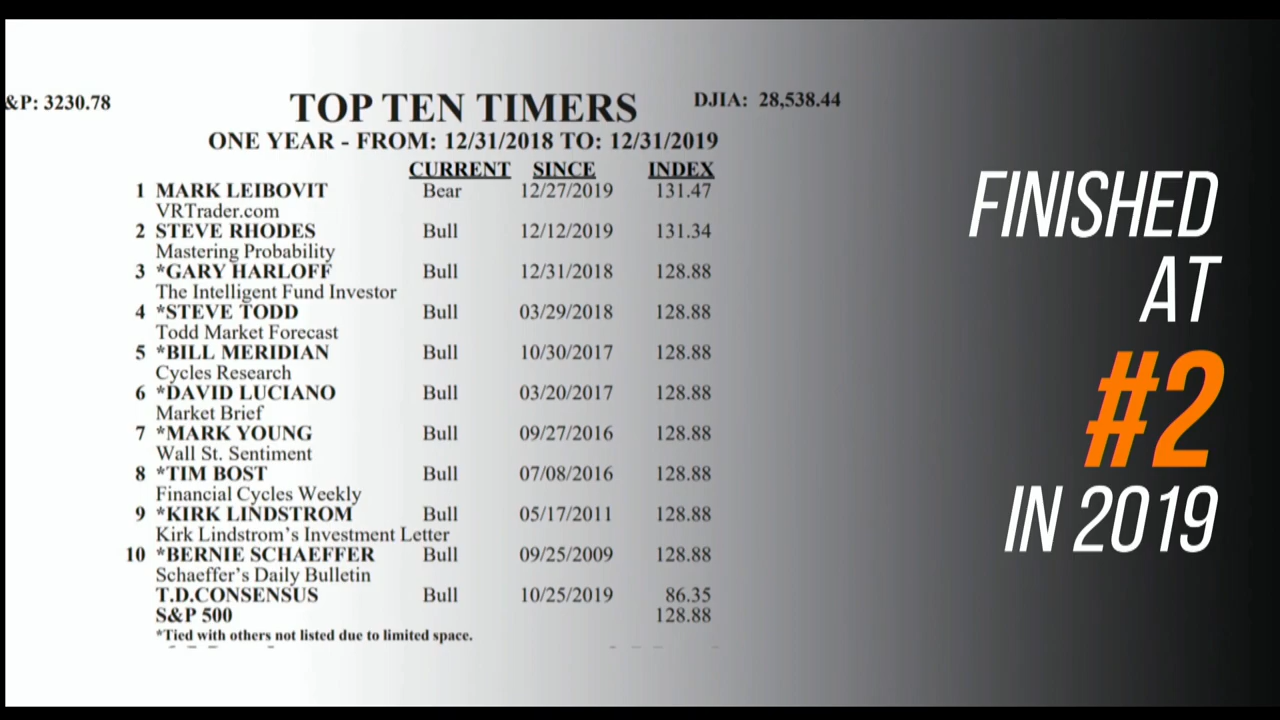 &P: 3230.78
TOP TEN TIMERS
DJIA: 28,538.44
ONE YEAR - FROM: 12/31/2018 TO: 12/31/2019
CURRENT SINCE INDEX
1 MARK LEIBOVIT Bear 12/27/2019 131.47
VRTrader.com
2 STEVE RHODES Bull 12/12/2019 131.34
Mastering Probability
3 *GARY HARLOFF Bull 12/31/2018 128.88
The Intelligent Fund Investor
4 *STEVE TODD Bull 03/29/2018 128.88
Todd Market Forecast
5 *BILL MERIDIAN Bull 10/30/2017 128.88
Cycles Research
6 *DAVID LUCIANO Bull 03/20/2017 128.88
Market Brief
7 *MARK YOUNG Bull 09/27/2016 128.88
Wall St. Sentiment
8 *TIM BOST Bull 07/08/2016 128.88
Financial Cycles Weekly
9 *KIRK LINDSTROM Bull 05/17/2011 128.88
Kirk Lindstrom's Investment Letter
10 *BERNIE SCHAEFFER Bull 09/25/2009 128.88
Schaeffer's Daily Bulletin
T.D.CONSENSUS Bull 10/25/2019 86.35
S&P 500 128.88
*Tied with others not listed due to limited space.
FINISHED
AT
#2
IN 2019